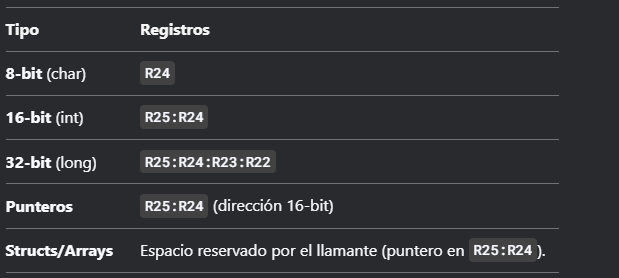 Tipo Registros
8-bit (char) R24
16-bit (int) R25:R24
32-bit (long) R25:R24:R23:R22
Punteros R25:R24 (dirección 16-bit)
Structs/Arrays Espacio reservado por el llamante (puntero en R25:R24).